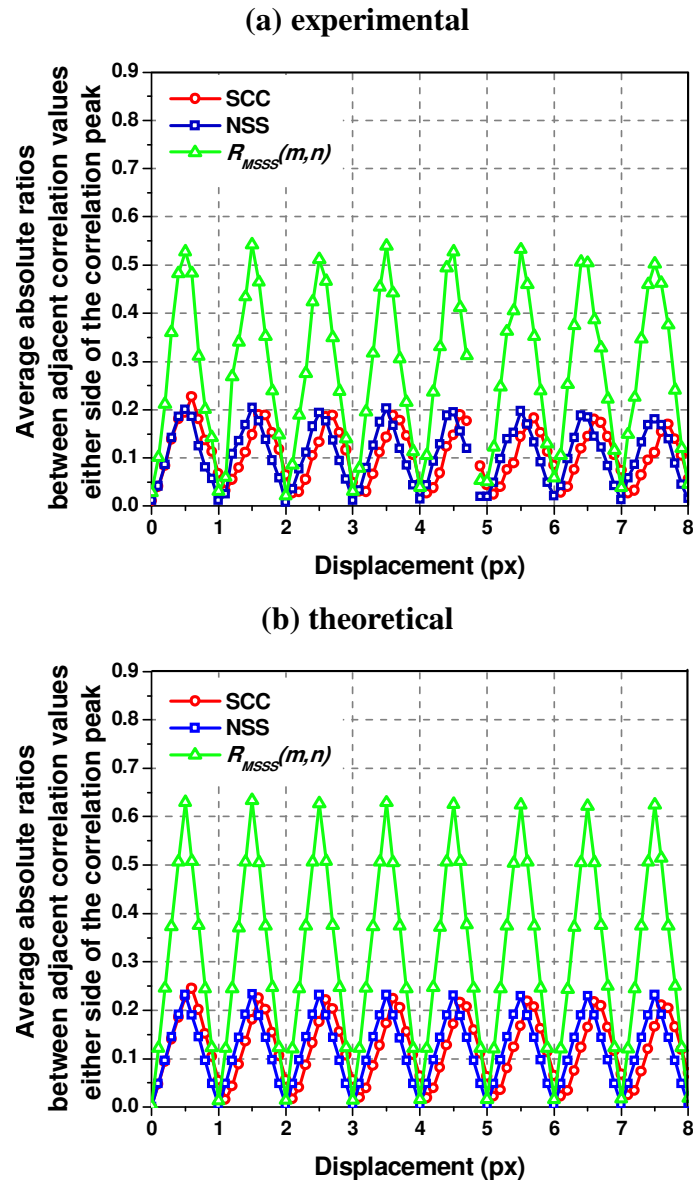 (a) experimental
Average absolute ratios
between adjacent correlation values
either side of the correlation peak
0.9
0.8
0.7
0.6
0.5
0.4
0.3
0.2
0.1
0.0
SCC
NSS
R_MSSS(m,n)
0 1 2 3 4 5 6 7 8
Displacement (px)
(b) theoretical
Average absolute ratios
between adjacent correlation values
either side of the correlation peak
0.9
0.8
0.7
0.6
0.5
0.4
0.3
0.2
0.1
0.0
SCC
NSS
R_MSSS(m,n)
0 1 2 3 4 5 6 7 8
Displacement (px)